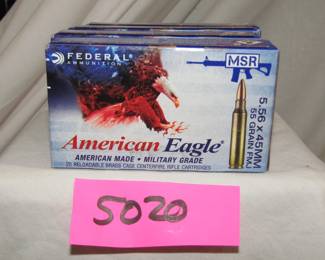 FEDERAL
AMMUNITION
MSR
American Eagle
AMERICAN MADE • MILITARY GRADE
20 RELOADABLE BRASS CASE CENTERFIRE RIFLE CARTRIDGES
5.56 x 45MM
55 GRAIN FMJ
5020